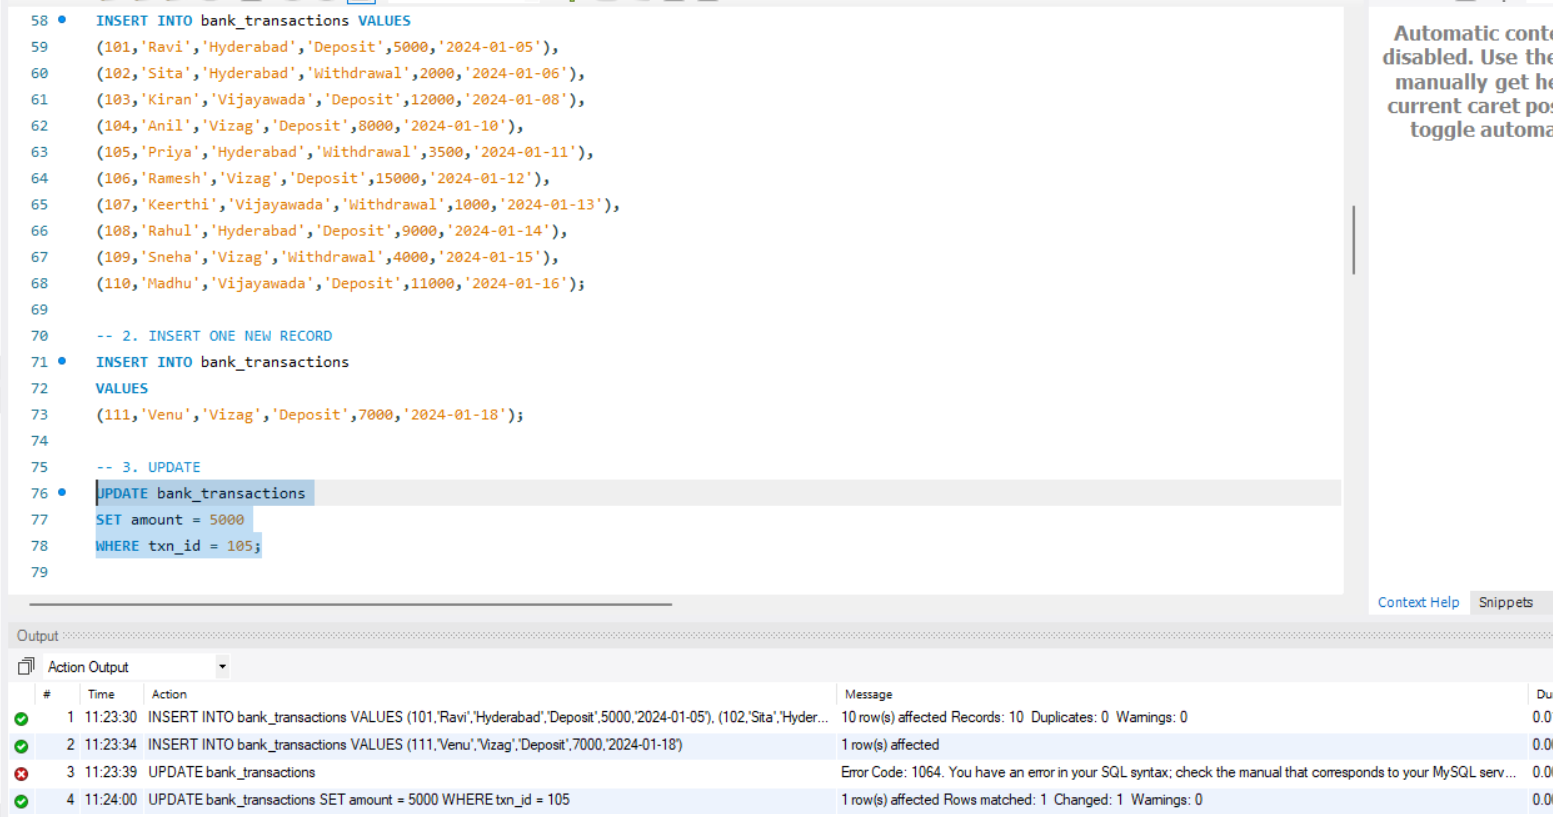 58 INSERT INTO bank_transactions VALUES
59 (101,'Ravi','Hyderabad','Deposit',5000,'2024-01-05'),
60 (102,'Sita','Hyderabad','Withdrawal',2000,'2024-01-06'),
61 (103,'Kiran','Vijayawada','Deposit',12000,'2024-01-08'),
62 (104,'Anil','Vizag','Deposit',8000,'2024-01-10'),
63 (105,'Priya','Hyderabad','Withdrawal',3500,'2024-01-11'),
64 (106,'Ramesh','Vizag','Deposit',15000,'2024-01-12'),
65 (107,'Keerthi','Vijayawada','Withdrawal',1000,'2024-01-13'),
66 (108,'Rahul','Hyderabad','Deposit',9000,'2024-01-14'),
67 (109,'Sneha','Vizag','Withdrawal',4000,'2024-01-15'),
68 (110,'Madhu','Vijayawada','Deposit',11000,'2024-01-16');
69
70 -- 2. INSERT ONE NEW RECORD
71 INSERT INTO bank_transactions
72 VALUES
73 (111,'Venu','Vizag','Deposit',7000,'2024-01-18');
74
75 -- 3. UPDATE
76 UPDATE bank_transactions
77 SET amount = 5000
78 WHERE txn_id = 105;
79
Automatic conte
disabled. Use the
manually get he
current caret pos
toggle automa
Context Help Snippets
Output
Action Output
# Time Action Message Du
1 11:23:30 INSERT INTO bank_transactions VALUES (101,'Ravi','Hyderabad','Deposit',5000,'2024-01-05'), (102,'Sita','Hyder... 10 row(s) affected Records: 10 Duplicates: 0 Warnings: 0 0.0
2 11:23:34 INSERT INTO bank_transactions VALUES (111,'Venu','Vizag','Deposit',7000,'2024-01-18') 1 row(s) affected 0.0
3 11:23:39 UPDATE bank_transactions Error Code: 1064. You have an error in your SQL syntax; check the manual that corresponds to your MySQL serv... 0.0
4 11:24:00 UPDATE bank_transactions SET amount = 5000 WHERE txn_id = 105 1 row(s) affected Rows matched: 1 Changed: 1 Warnings: 0 0.0